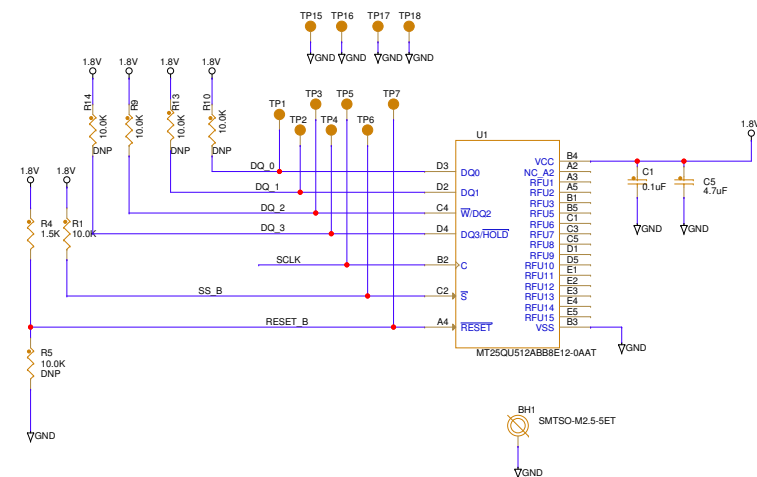 TP15 TP16 TP17 TP18
GND GND GND GND
1.8V 1.8V 1.8V 1.8V
R14 10.0K DNP
R9 10.0K
R13 10.0K DNP
R10 10.0K
TP1 TP2 TP3 TP4 TP5 TP6 TP7
1.8V 1.8V
R4
1.5K
R1
10.0K
R5
10.0K
DNP
GND
DQ_0
DQ_1
DQ_2
DQ_3
SCLK
SS_B
RESET_B
U1
D3 DQ0
D2 DQ1
C4 W/DQ2
D4 DQ3/HOLD
B2 C
C2 S
A4 RESET
VCC B4
NC_A2 A2
RFU1 A3
RFU2 A5
RFU3 B1
RFU5 B5
RFU6 C1
RFU7 C3
RFU8 C5
RFU9 D1
RFU10 D5
RFU11 E1
RFU12 E2
RFU13 E3
RFU14 E4
RFU15 E5
VSS B3
MT25QU512ABB8E12-0AAT
1.8V
C1
0.1uF
C5
4.7uF
GND GND
GND
BH1
SMTSO-M2.5-5ET
GND